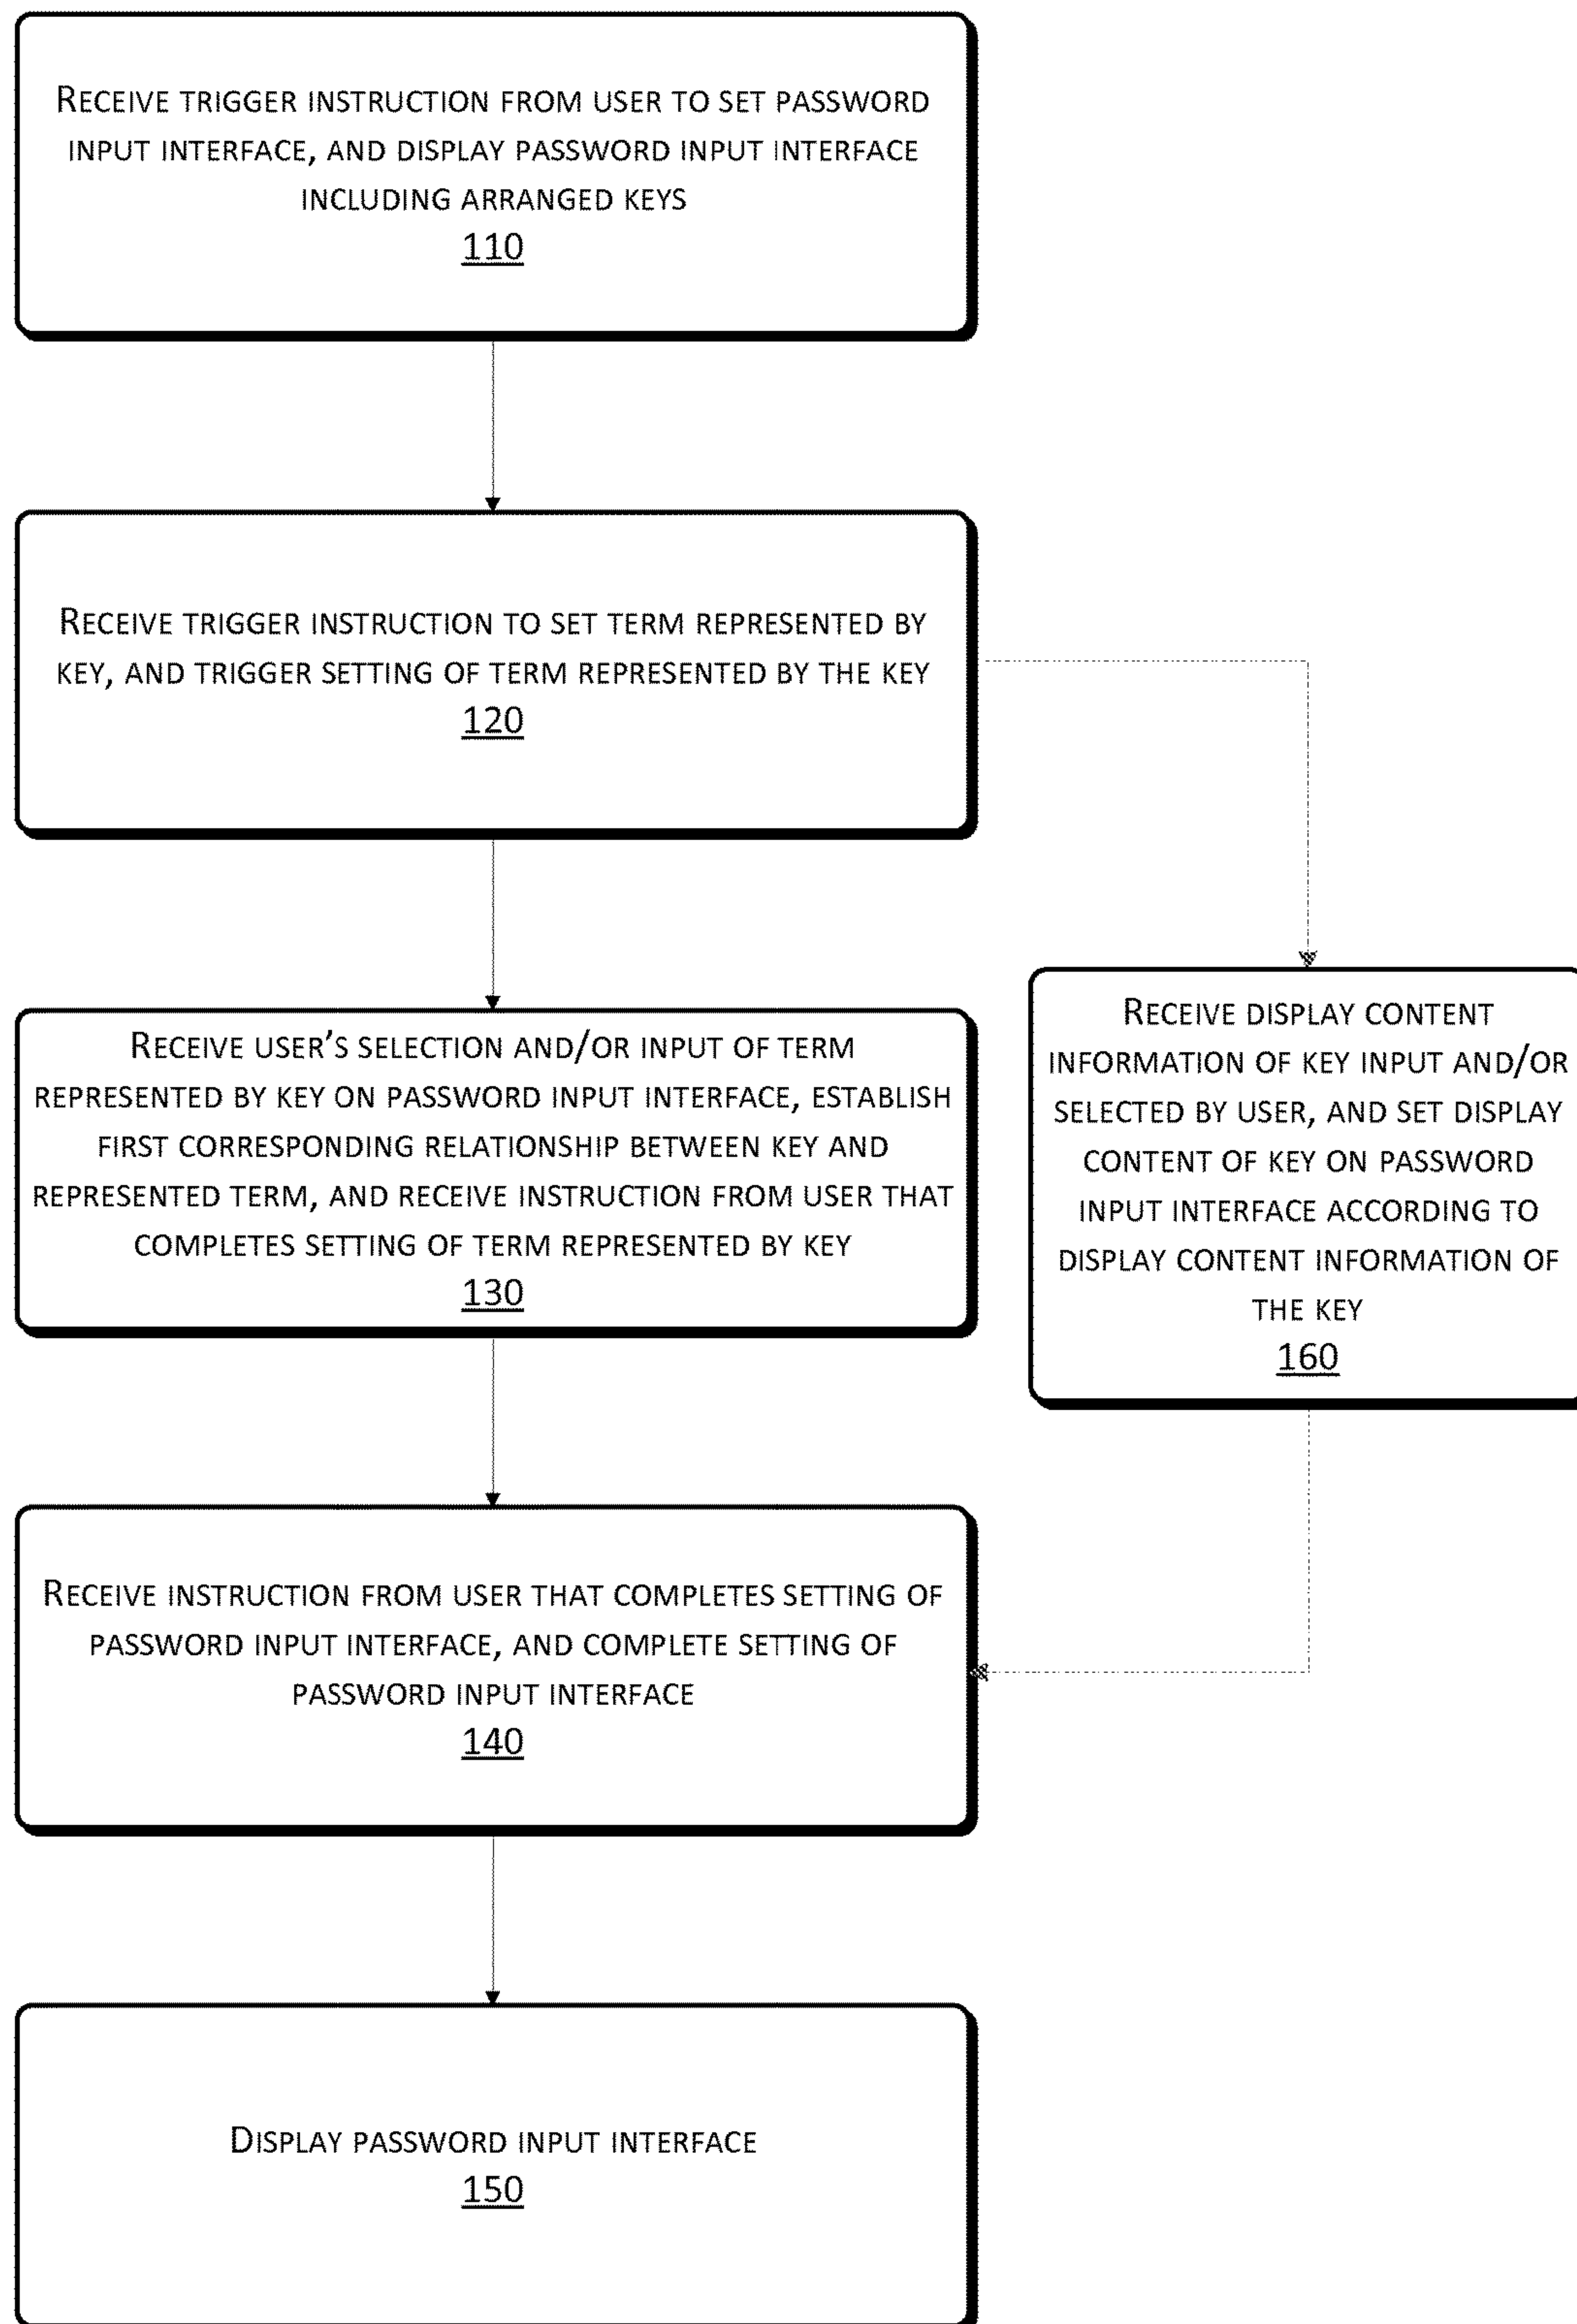 RECEIVE TRIGGER INSTRUCTION FROM USER TO SET PASSWORD
INPUT INTERFACE, AND DISPLAY PASSWORD INPUT INTERFACE
INCLUDING ARRANGED KEYS
110
RECEIVE TRIGGER INSTRUCTION TO SET TERM REPRESENTED BY
KEY, AND TRIGGER SETTING OF TERM REPRESENTED BY THE KEY
120
RECEIVE USER'S SELECTION AND/OR INPUT OF TERM
REPRESENTED BY KEY ON PASSWORD INPUT INTERFACE, ESTABLISH
FIRST CORRESPONDING RELATIONSHIP BETWEEN KEY AND
REPRESENTED TERM, AND RECEIVE INSTRUCTION FROM USER THAT
COMPLETES SETTING OF TERM REPRESENTED BY KEY
130
RECEIVE DISPLAY CONTENT
INFORMATION OF KEY INPUT AND/OR
SELECTED BY USER, AND SET DISPLAY
CONTENT OF KEY ON PASSWORD
INPUT INTERFACE ACCORDING TO
DISPLAY CONTENT INFORMATION OF
THE KEY
160
RECEIVE INSTRUCTION FROM USER THAT COMPLETES SETTING OF
PASSWORD INPUT INTERFACE, AND COMPLETE SETTING OF
PASSWORD INPUT INTERFACE
140
DISPLAY PASSWORD INPUT INTERFACE
150